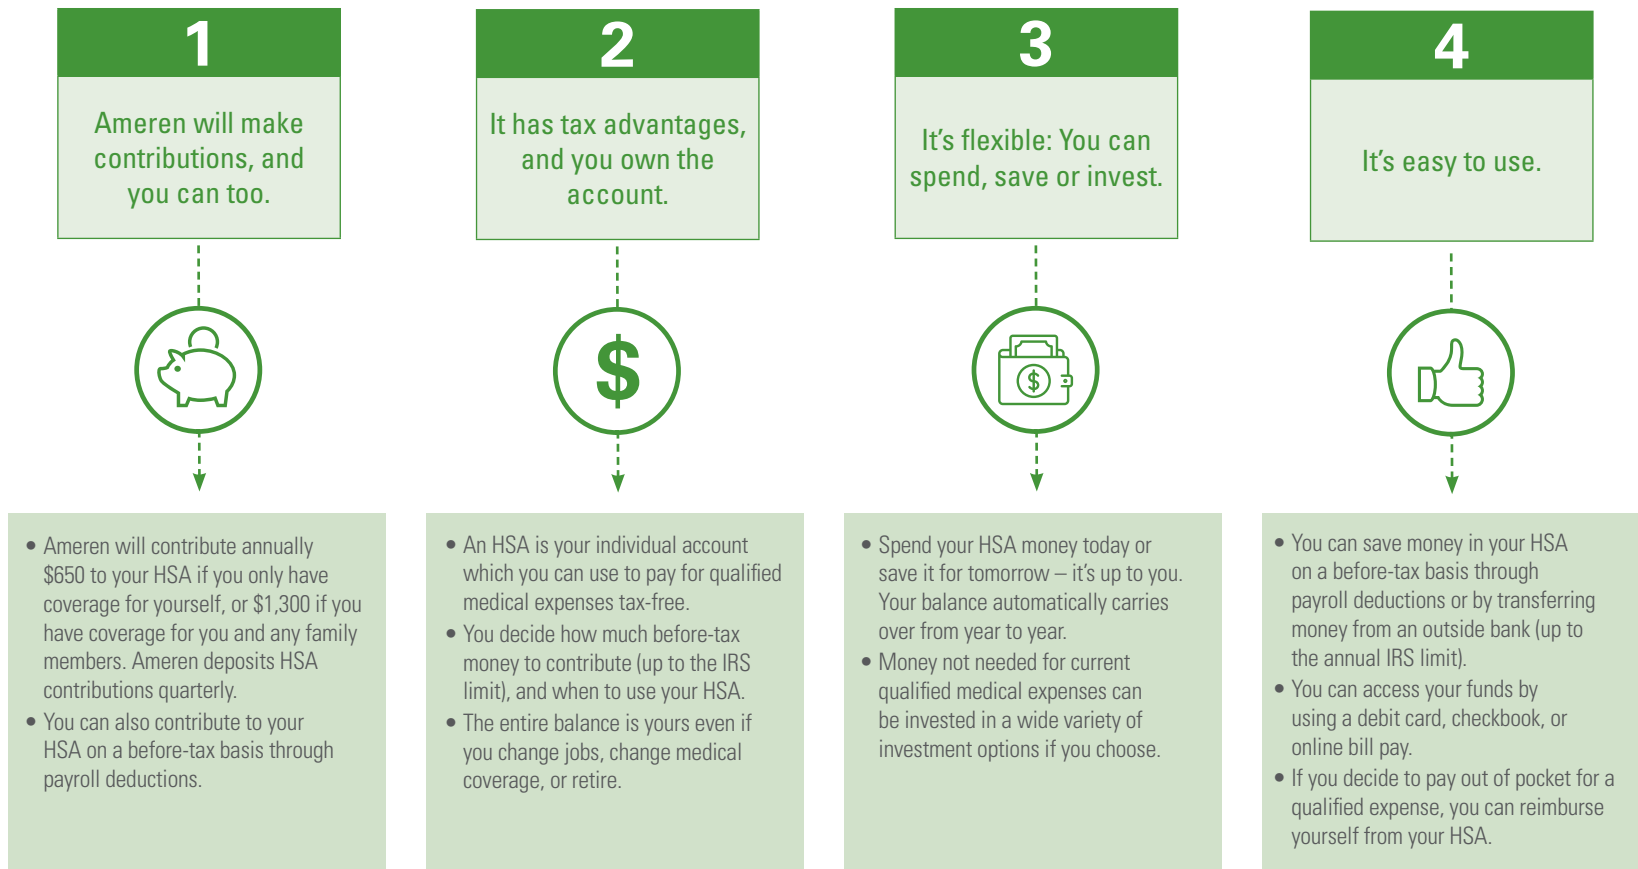 1
Ameren will make
contributions, and
you can too.
• Ameren will contribute annually
$650 to your HSA if you only have
coverage for yourself, or $1,300 if you
have coverage for you and any family
members. Ameren deposits HSA
contributions quarterly.
• You can also contribute to your
HSA on a before-tax basis through
payroll deductions.
2
It has tax advantages,
and you own the
account.
$
• An HSA is your individual account
which you can use to pay for qualified
medical expenses tax-free.
• You decide how much before-tax
money to contribute (up to the IRS
limit), and when to use your HSA.
• The entire balance is yours even if
you change jobs, change medical
coverage, or retire.
3
It's flexible: You can
spend, save or invest.
$
• Spend your HSA money today or
save it for tomorrow – it's up to you.
Your balance automatically carries
over from year to year.
• Money not needed for current
qualified medical expenses can
be invested in a wide variety of
investment options if you choose.
4
It's easy to use.
• You can save money in your HSA
on a before-tax basis through
payroll deductions or by transferring
money from an outside bank (up to
the annual IRS limit).
• You can access your funds by
using a debit card, checkbook, or
online bill pay.
• If you decide to pay out of pocket for a
qualified expense, you can reimburse
yourself from your HSA.